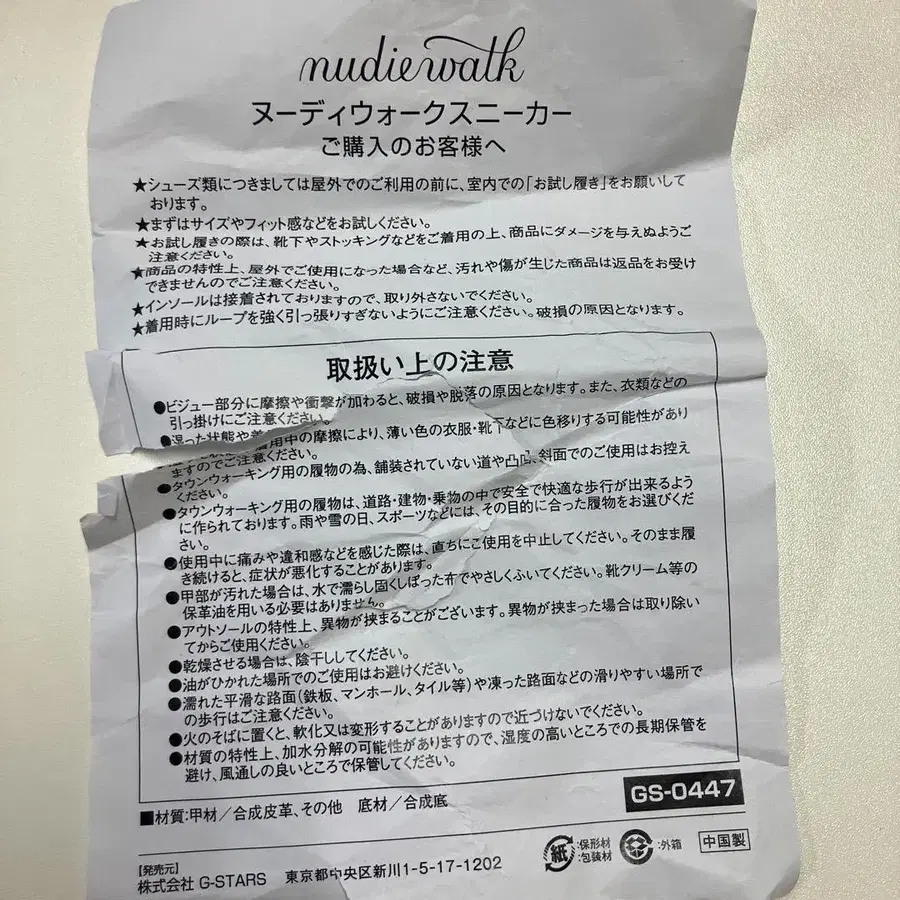 nudiewalk
ヌーディウォークスニーカー
ご購入のお客様へ
★シューズ類につきましては屋外でのご利用の前に、室内での「お試し履き」をお願いして
おります。
★まずはサイズやフィット感などをお試しください。
★お試し履きの際は、靴下やストッキングなどをご着用の上、商品にダメージを与えぬようご
注意ください。
★商品の特性上、屋外でご使用になった場合など、汚れや傷が生じた商品は返品をお受け
できませんのでご注意ください。
★インソールは接着されておりますので、取り外さないでください。
★着用時にループを強く引っ張りすぎないようにご注意ください。破損の原因となります。
取扱い上の注意
●ビジュー部分に摩擦や衝撃が加わると、破損や脱落の原因となります。また、衣類などの
引っ掛けにご注意ください。
●湿った状態や着用中の摩擦により、薄い色の衣服・靴下などに色移りする可能性があり
ますのでご注意ください。
●タウンウォーキング用の履物の為、舗装されていない道や凸凹、斜面でのご使用はお控え
ください。
●タウンウォーキング用の履物は、道路・建物・乗物の中で安全で快適な歩行が出来るよう
に作られております。雨や雪の日、スポーツなどには、その目的に合った履物をお選びくだ
さい。
●使用中に痛みや違和感などを感じた際は、直ちにご使用を中止してください。そのまま履
き続けると、症状が悪化することがあります。
●甲部が汚れた場合は、水で濡らし固くしぼった布でやさしくふいてください。靴クリーム等の
保革油を用いる必要はありません。
●アウトソールの特性上、異物が挟まることがございます。異物が挟まった場合は取り除い
てからご使用ください。
●乾燥させる場合は、陰干ししてください。
●油がひかれた場所でのご使用はお避けください。
●濡れた平滑な路面(鉄板、マンホール、タイル等)や凍った路面などの滑りやすい場所で
の歩行はご注意ください。
●火のそばに置くと、軟化又は変形することがありますので近づけないでください。
●材質の特性上、加水分解の可能性がありますので、湿度の高いところでの長期保管を
避け、風通しの良いところで保管してください。
GS-0447
■材質:甲材/合成皮革、その他 底材/合成底
紙 :保形材
:包装材
:外箱
中国製
[発売元]
株式会社 G-STARS 東京都中央区新川1-5-17-1202